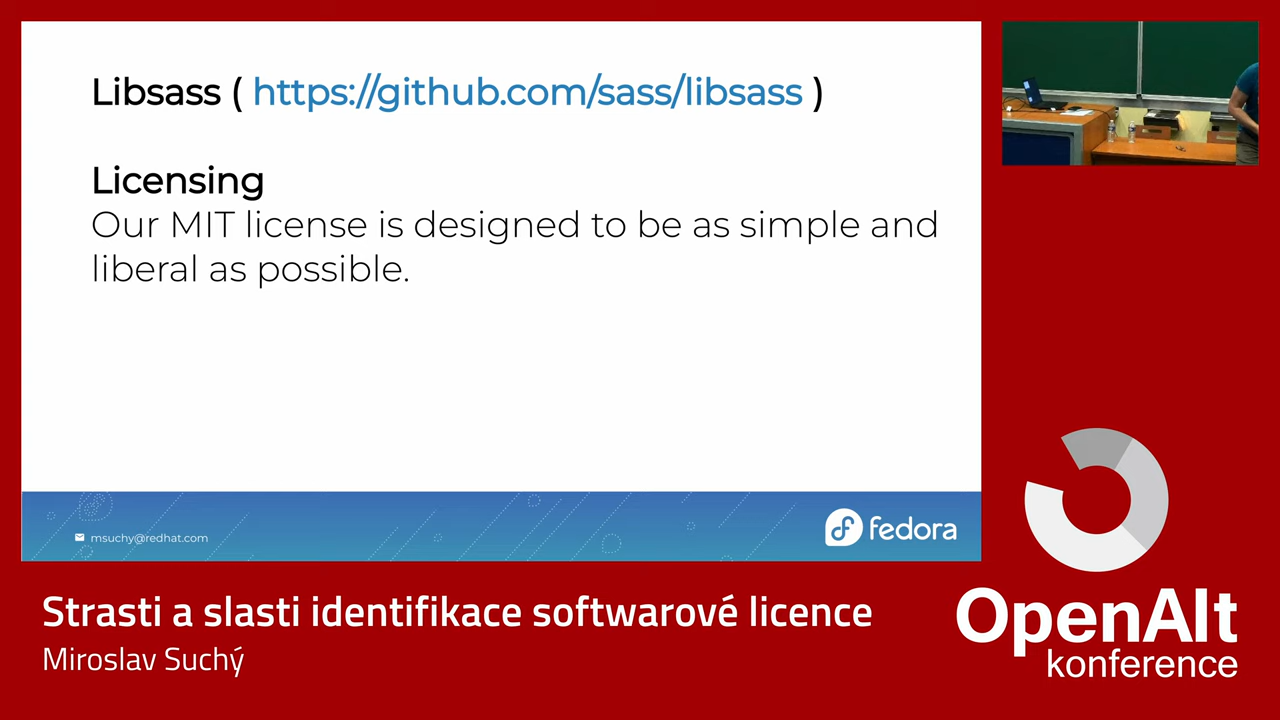 Libsass ( https://github.com/sass/libsass )
Licensing
Our MIT license is designed to be as simple and
liberal as possible.
msuchy@redhat.com
fedora
Strasti a slasti identifikace softwarové licence
Miroslav Suchý
OpenAlt
konference